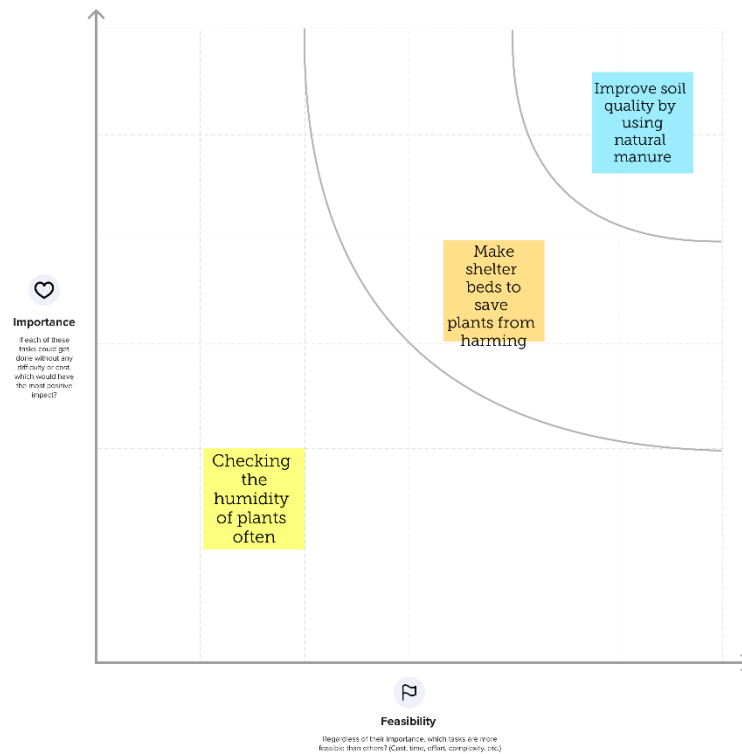 Improve soil
quality by
using
natural
manure
Make
shelter
beds to
save
plants from
harming
Importance
If each of these
tasks could get
done without any
difficulty or cost,
which would have
the most positive
impact?
Checking
the
humidity
of plants
often
Feasibility
Regardless of their importance, which tasks are more
feasible than others? (Cost, time, effort, complexity, etc.)